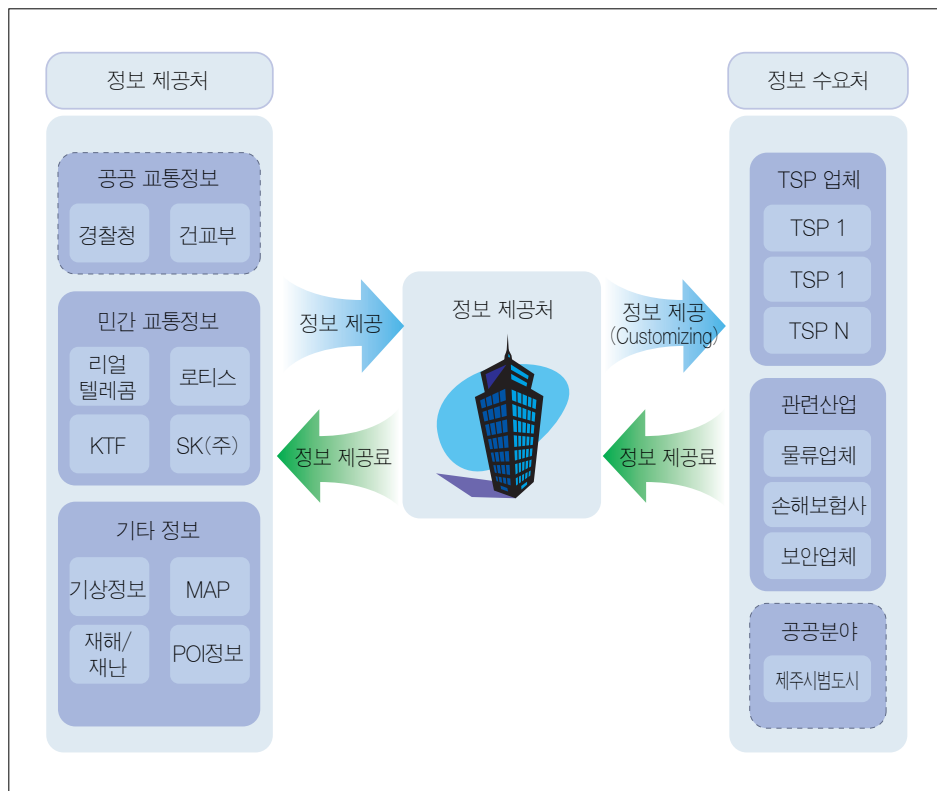 정보 제공처
공공 교통정보
경찰청
건교부
민간 교통정보
리얼
텔레콤
로티스
KTF
SK(주)
기타 정보
기상정보
MAP
재해/
재난
POI정보
정보 제공
정보 제공료
정보 제공처
정보 제공
(Customizing)
정보 제공료
정보 수요처
TSP 업체
TSP 1
TSP 1
TSP N
관련산업
물류업체
손해보험사
보안업체
공공분야
제주시범도시